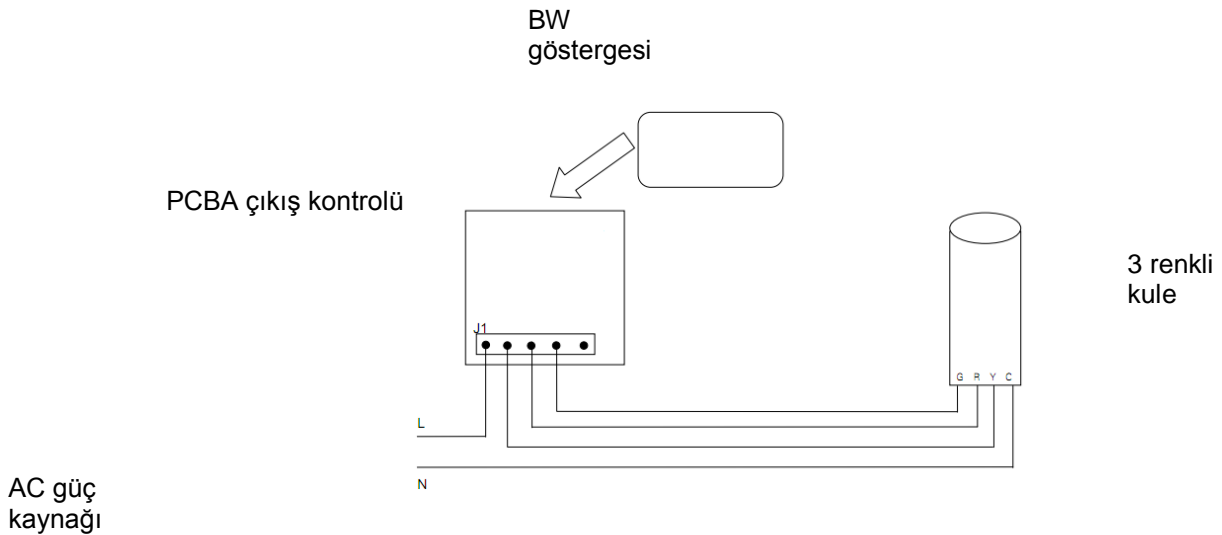 BW
göstergesi
PCBA çıkış kontrolü
3 renkli
kule
J1
G R Y C
L
N
AC güç
kaynağı